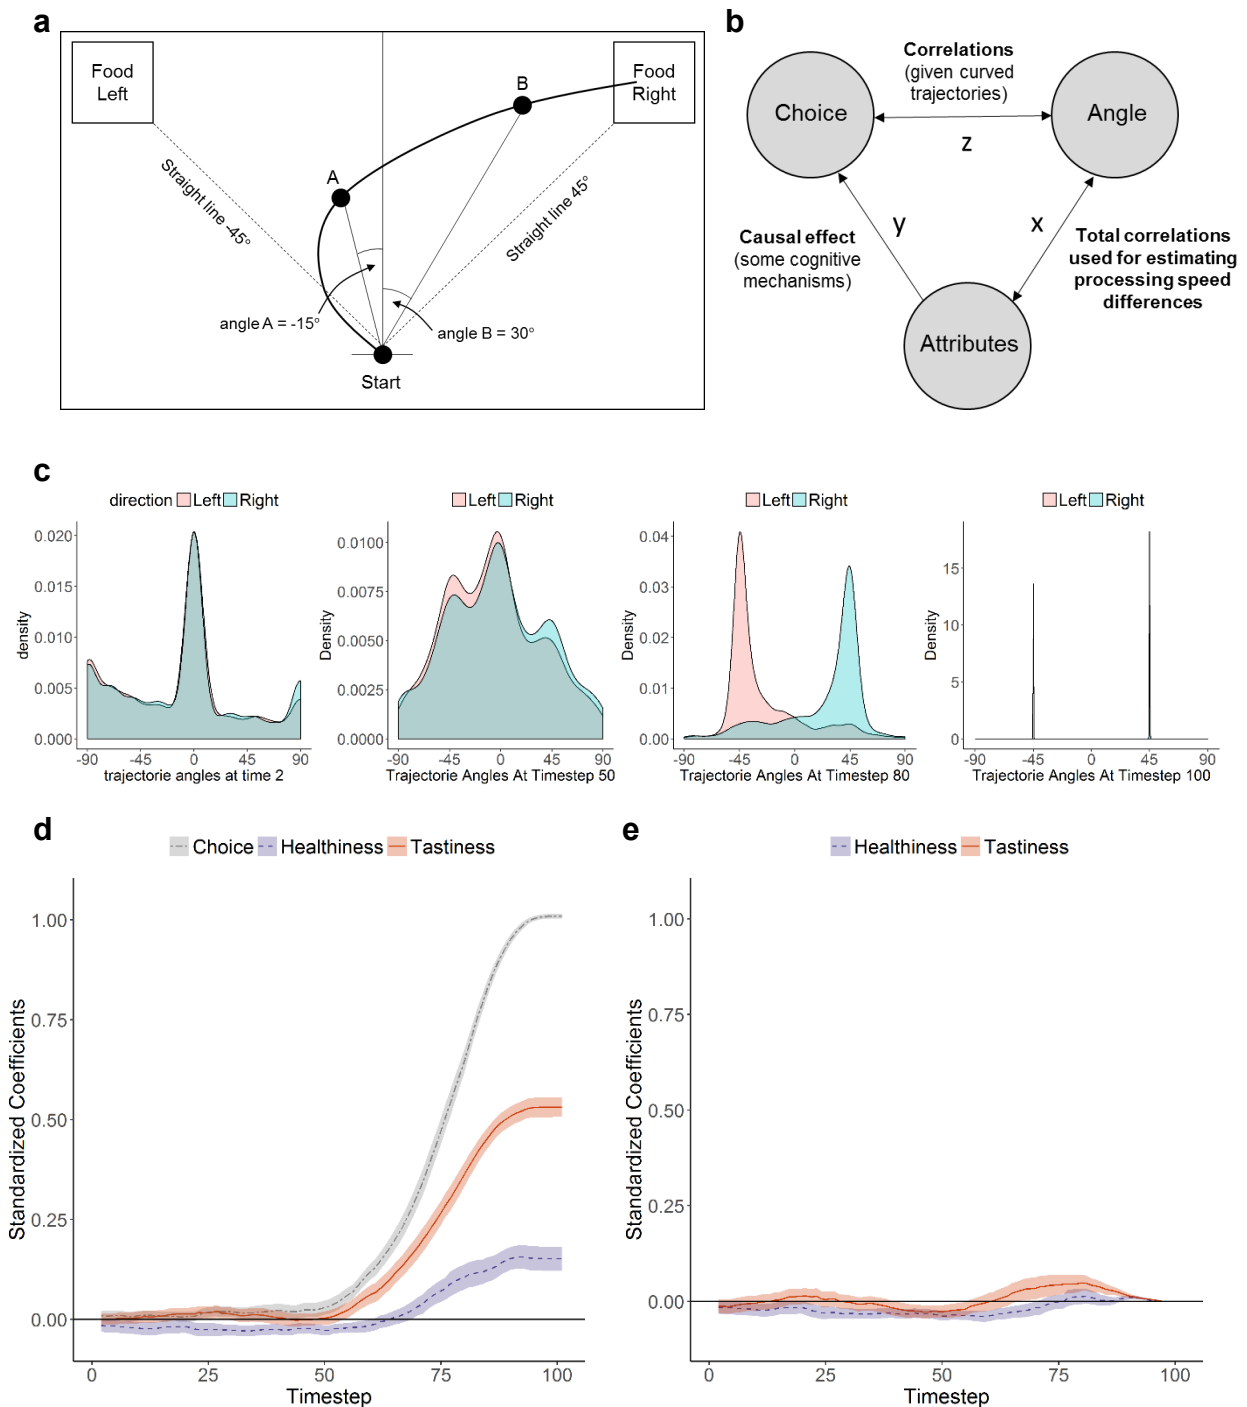 a
Food
Left
Food
Right
B
A
Straight line -45°
Straight line 45°
angle A = -15°
angle B = 30°
Start
b
Correlations
(given curved
trajectories)
Choice
Angle
z
y
x
Causal effect
(some cognitive
mechanisms)
Total correlations
used for estimating
processing speed
differences
Attributes
c
direction Left Right
0.020
0.015
0.010
0.005
0.000
density
-90 -45 0 45 90
trajectorie angles at time 2
Left Right
0.0100
0.0075
0.0050
0.0025
0.0000
Density
-90 -45 0 45 90
Trajectorie Angles At Timestep 50
Left Right
0.04
0.03
0.02
0.01
0.00
Density
-90 -45 0 45 90
Trajectorie Angles At Timestep 80
Left Right
15
10
5
0
Density
-90 -45 0 45 90
Trajectorie Angles At Timestep 100
d
Choice Healthiness Tastiness
1.00
0.75
0.50
0.25
0.00
Standardized Coefficients
0 25 50 75 100
Timestep
e
Healthiness Tastiness
1.00
0.75
0.50
0.25
0.00
Standardized Coefficients
0 25 50 75 100
Timestep